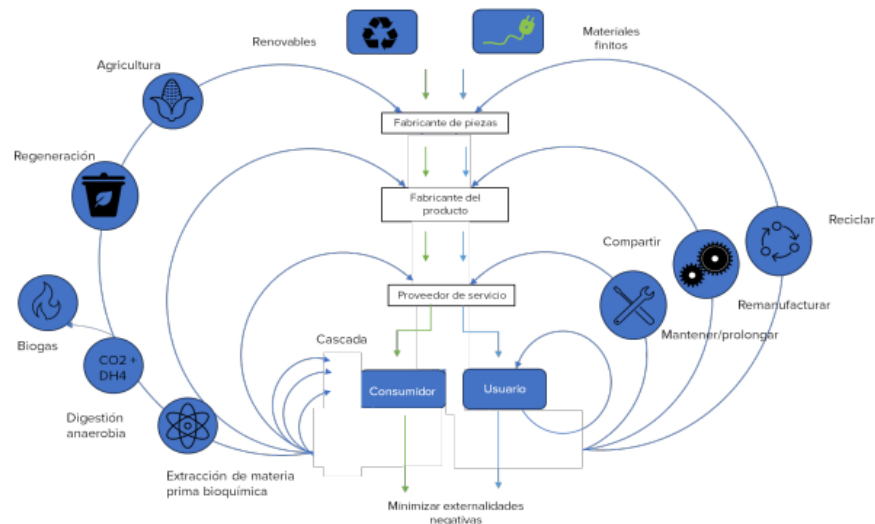 Renovables
Materiales
finitos
Agricultura
Fabricante de piezas
Regeneración
Fabricante del
producto
Reciclar
Compartir
Proveedor de servicio
Remanufacturar
Mantener/prolongar
Cascada
Biogas
CO2 +
DH4
Consumidor
Usuario
Digestión
anaerobia
Extracción de materia
prima bioquímica
Minimizar externalidades
negativas